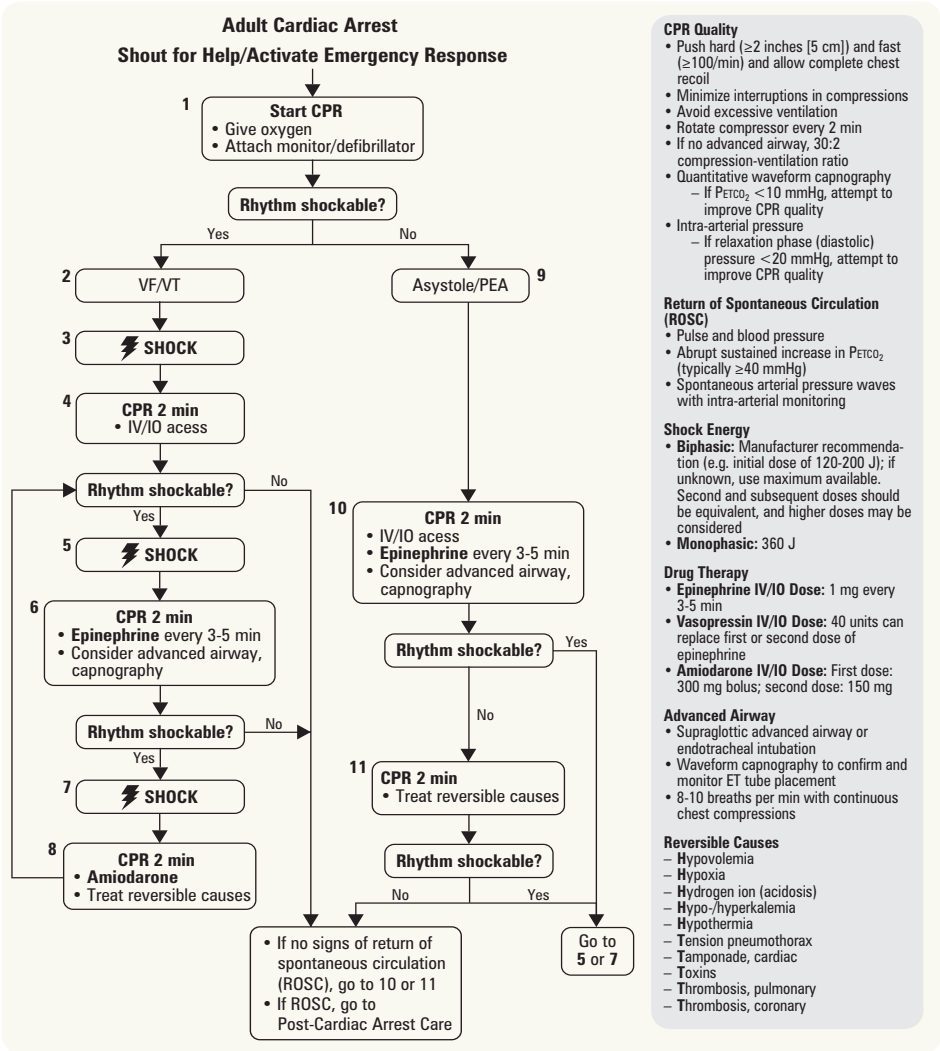 Adult Cardiac Arrest
Shout for Help/Activate Emergency Response
1
Start CPR
• Give oxygen
• Attach monitor/defibrillator
Rhythm shockable?
Yes
No
2
VF/VT
9
Asystole/PEA
3
SHOCK
4
CPR 2 min
• IV/IO acess
Rhythm shockable?
No
Yes
5
SHOCK
6
CPR 2 min
• Epinephrine every 3-5 min
• Consider advanced airway,
capnography
Rhythm shockable?
No
Yes
7
SHOCK
8
CPR 2 min
• Amiodarone
• Treat reversible causes
10
CPR 2 min
• IV/IO acess
• Epinephrine every 3-5 min
• Consider advanced airway,
capnography
Rhythm shockable?
Yes
No
11
CPR 2 min
• Treat reversible causes
Rhythm shockable?
No
Yes
• If no signs of return of
spontaneous circulation
(ROSC), go to 10 or 11
• If ROSC, go to
Post-Cardiac Arrest Care
Go to
5 or 7
CPR Quality
• Push hard (≥2 inches [5 cm]) and fast
(≥100/min) and allow complete chest
recoil
• Minimize interruptions in compressions
• Avoid excessive ventilation
• Rotate compressor every 2 min
• If no advanced airway, 30:2
compression-ventilation ratio
• Quantitative waveform capnography
– If PETCO₂ <10 mmHg, attempt to
improve CPR quality
• Intra-arterial pressure
– If relaxation phase (diastolic)
pressure <20 mmHg, attempt to
improve CPR quality
Return of Spontaneous Circulation
(ROSC)
• Pulse and blood pressure
• Abrupt sustained increase in PETCO₂
(typically ≥40 mmHg)
• Spontaneous arterial pressure waves
with intra-arterial monitoring
Shock Energy
• Biphasic: Manufacturer recommenda-
tion (e.g. initial dose of 120-200 J); if
unknown, use maximum available.
Second and subsequent doses should
be equivalent, and higher doses may be
considered
• Monophasic: 360 J
Drug Therapy
• Epinephrine IV/IO Dose: 1 mg every
3-5 min
• Vasopressin IV/IO Dose: 40 units can
replace first or second dose of
epinephrine
• Amiodarone IV/IO Dose: First dose:
300 mg bolus; second dose: 150 mg
Advanced Airway
• Supraglottic advanced airway or
endotracheal intubation
• Waveform capnography to confirm and
monitor ET tube placement
• 8-10 breaths per min with continuous
chest compressions
Reversible Causes
– Hypovolemia
– Hypoxia
– Hydrogen ion (acidosis)
– Hypo-/hyperkalemia
– Hypothermia
– Tension pneumothorax
– Tamponade, cardiac
– Toxins
– Thrombosis, pulmonary
– Thrombosis, coronary